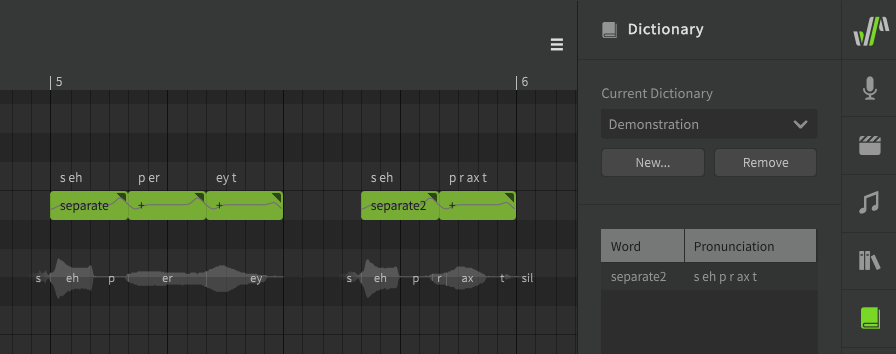 Dictionary
5
6
Current Dictionary
Demonstration
New...
Remove
s eh
p er
ey t
s eh
p r ax t
separate
+
+
separate2
+
Word
Pronunciation
separate2
s eh p r ax t
s
eh
p
er
ey
s
eh
p
r
ax
t
sil